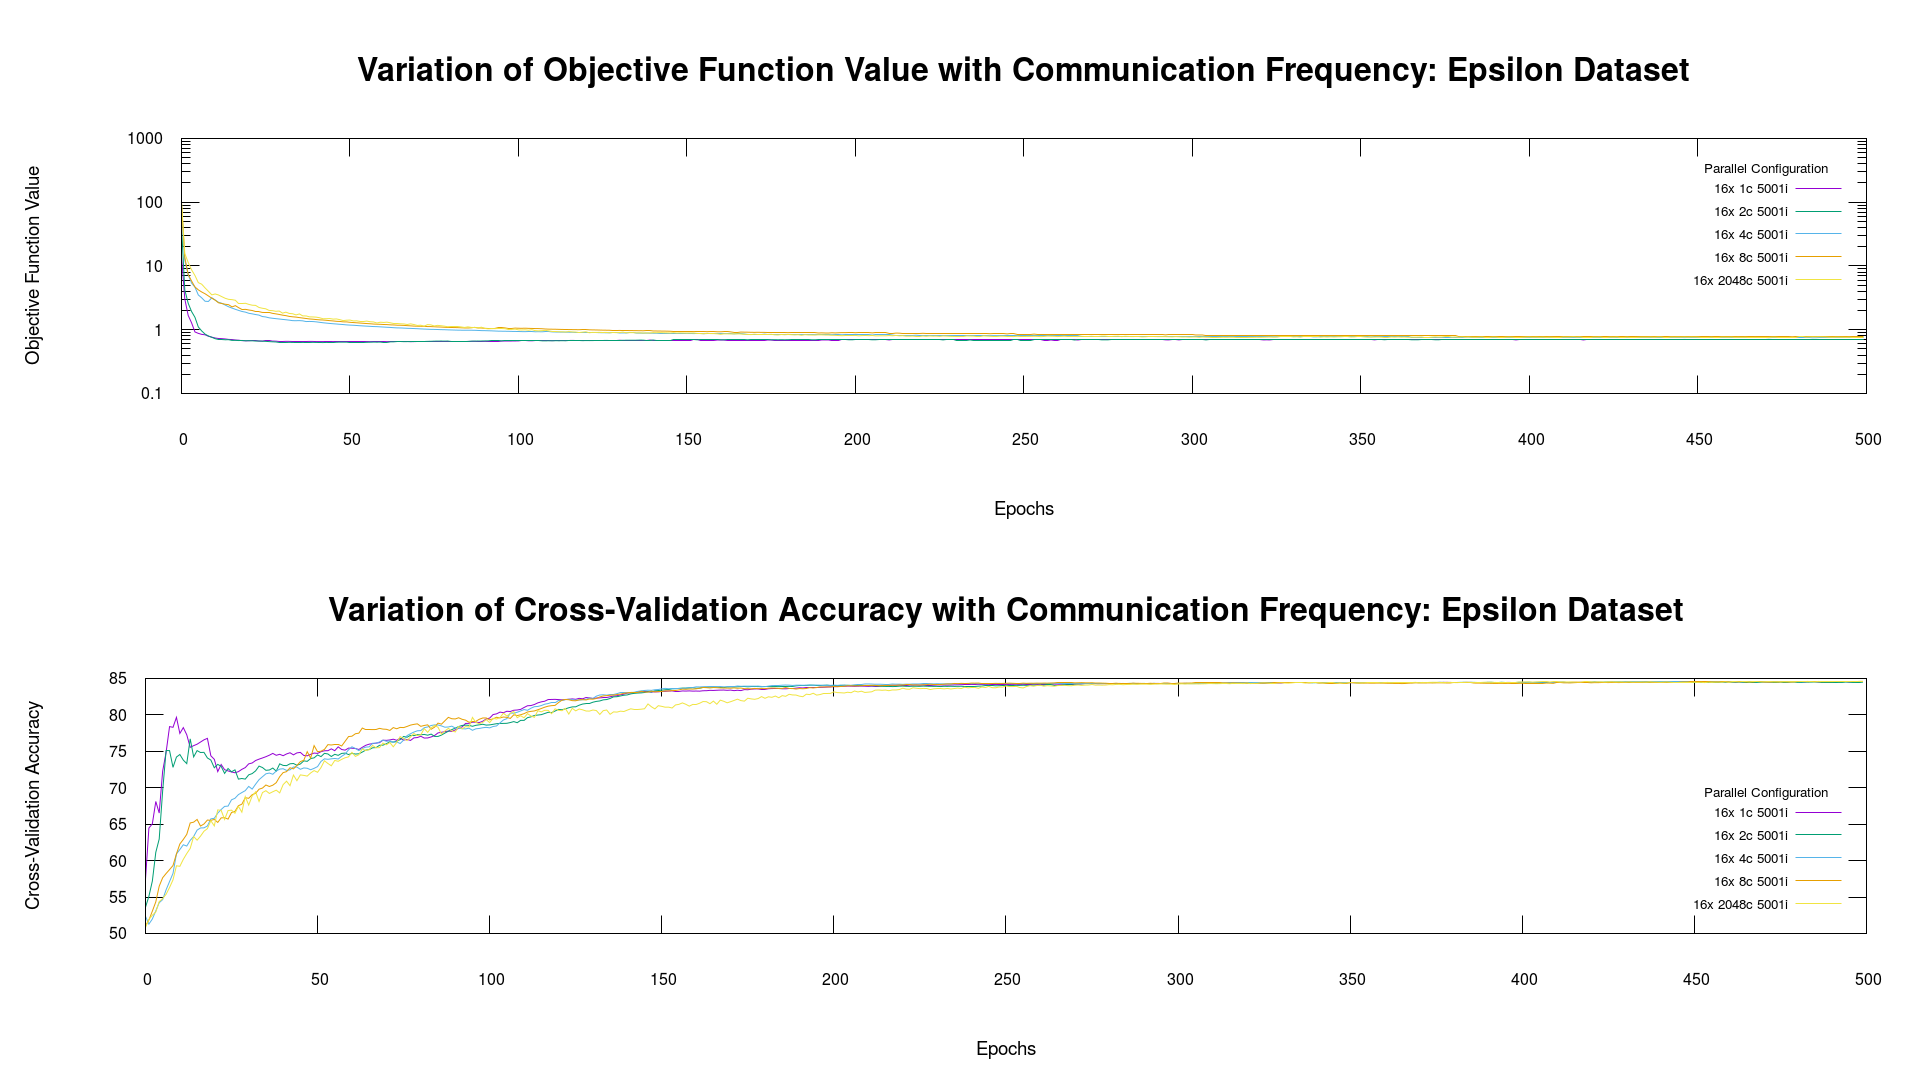 Variation of Objective Function Value with Communication Frequency: Epsilon Dataset
Objective Function Value
1000
100
10
1
0.1
Parallel Configuration
16x 1c 5001i
16x 2c 5001i
16x 4c 5001i
16x 8c 5001i
16x 2048c 5001i
0 50 100 150 200 250 300 350 400 450 500
Epochs
Variation of Cross-Validation Accuracy with Communication Frequency: Epsilon Dataset
Cross-Validation Accuracy
85
80
75
70
65
60
55
50
Parallel Configuration
16x 1c 5001i
16x 2c 5001i
16x 4c 5001i
16x 8c 5001i
16x 2048c 5001i
0 50 100 150 200 250 300 350 400 450 500
Epochs